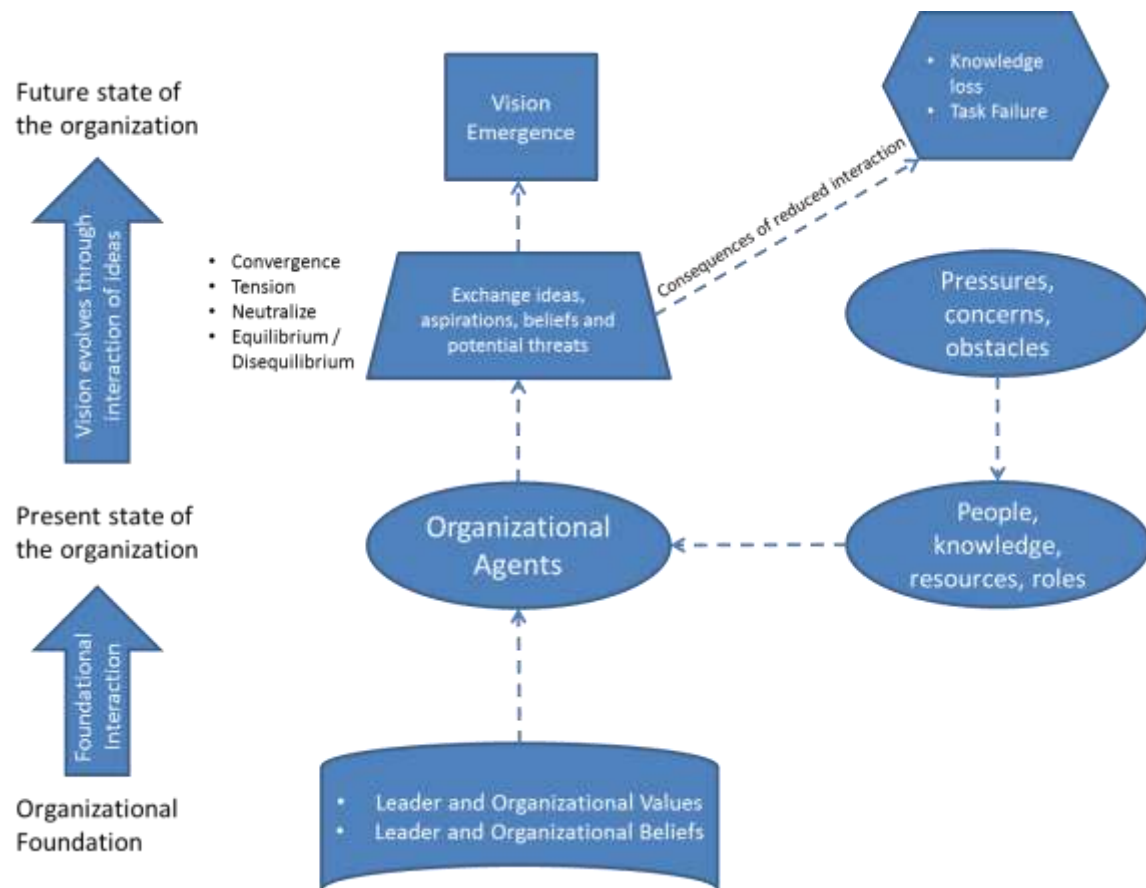 Future state of
the organization
Vision evolves through
interaction of ideas
Present state of
the organization
Foundational
Interaction
Organizational
Foundation
Vision
Emergence
• Knowledge
loss
• Task Failure
Consequences of reduced interaction
• Convergence
• Tension
• Neutralize
• Equilibrium /
Disequilibrium
Exchange ideas,
aspirations, beliefs and
potential threats
Pressures,
concerns,
obstacles
Organizational
Agents
People,
knowledge,
resources, roles
• Leader and Organizational Values
• Leader and Organizational Beliefs